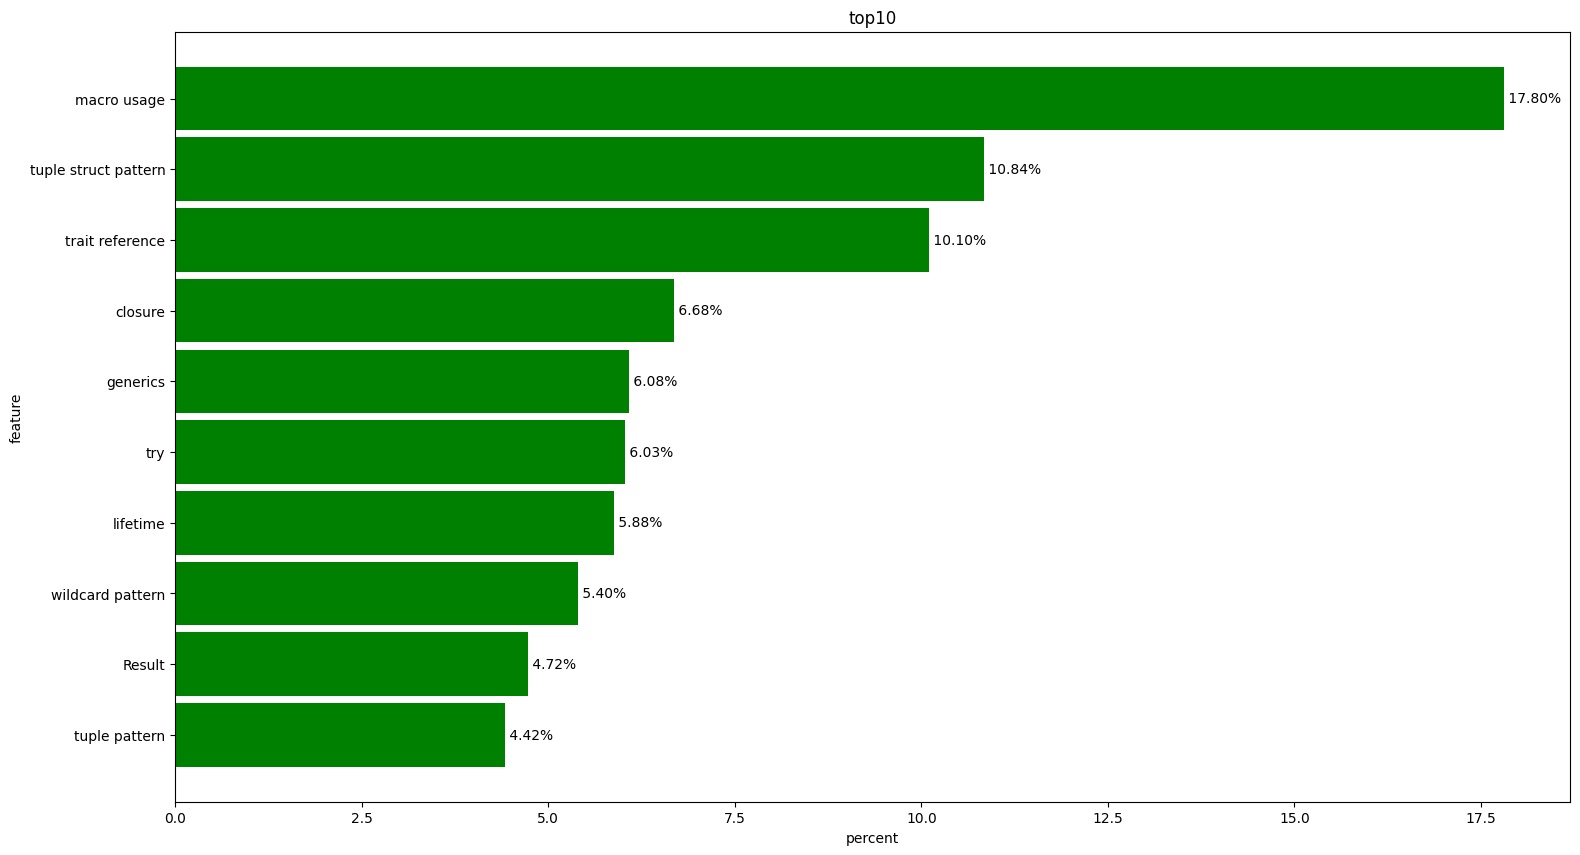 top10
feature
macro usage 17.80%
tuple struct pattern 10.84%
trait reference 10.10%
closure 6.68%
generics 6.08%
try 6.03%
lifetime 5.88%
wildcard pattern 5.40%
Result 4.72%
tuple pattern 4.42%
0.0 2.5 5.0 7.5 10.0 12.5 15.0 17.5
percent